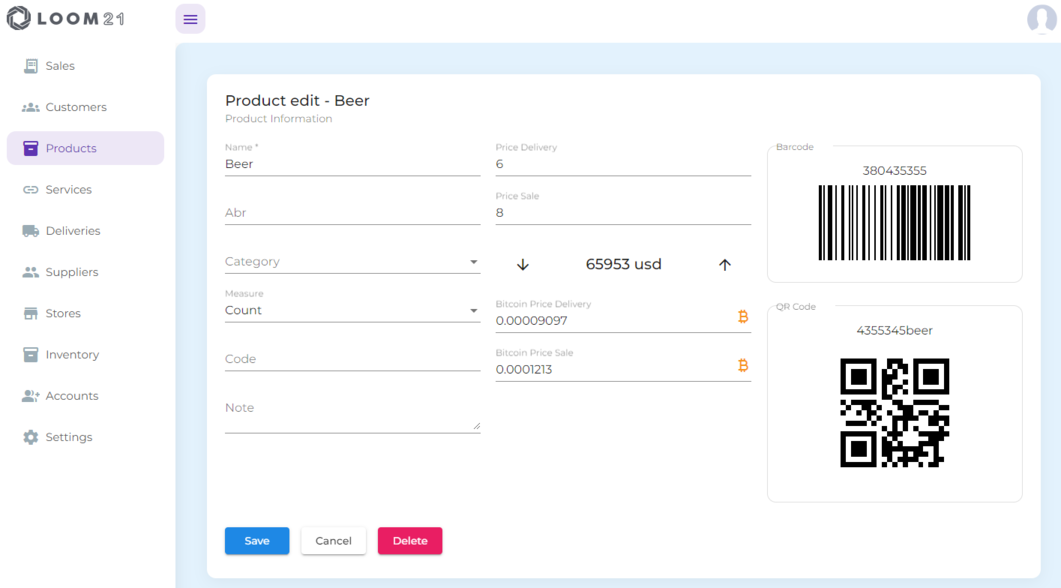 LOOM21
Sales
Customers
Products
Services
Deliveries
Suppliers
Stores
Inventory
Accounts
Settings
Product edit - Beer
Product Information
Name *
Beer
Abr
Category
Measure
Count
Code
Note
Price Delivery
6
Price Sale
8
65953 usd
Bitcoin Price Delivery
0.00009097
Bitcoin Price Sale
0.0001213
Barcode
380435355
QR Code
4355345beer
Save
Cancel
Delete